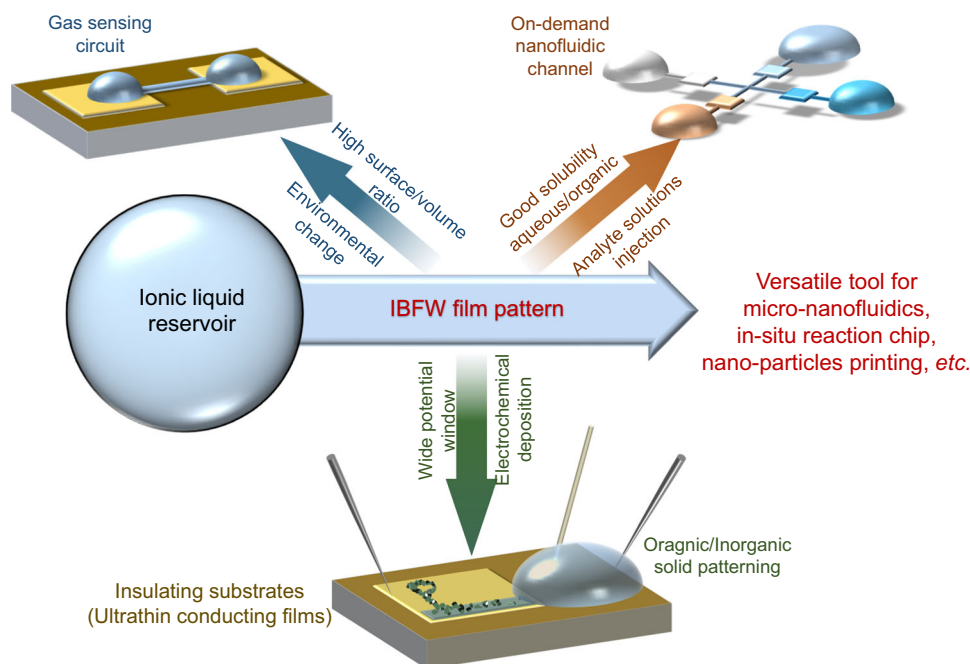 Gas sensing
circuit
On-demand
nanofluidic
channel
High surface/volume
ratio
Environmental
change
Good solubility
aqueous/organic
Analyte solutions
injection
Ionic liquid
reservoir
IBFW film pattern
Versatile tool for
micro-nanofluidics,
in-situ reaction chip,
nano-particles printing, etc.
Wide potential
window
Electrochemical
deposition
Oragnic/Inorganic
solid patterning
Insulating substrates
(Ultrathin conducting films)